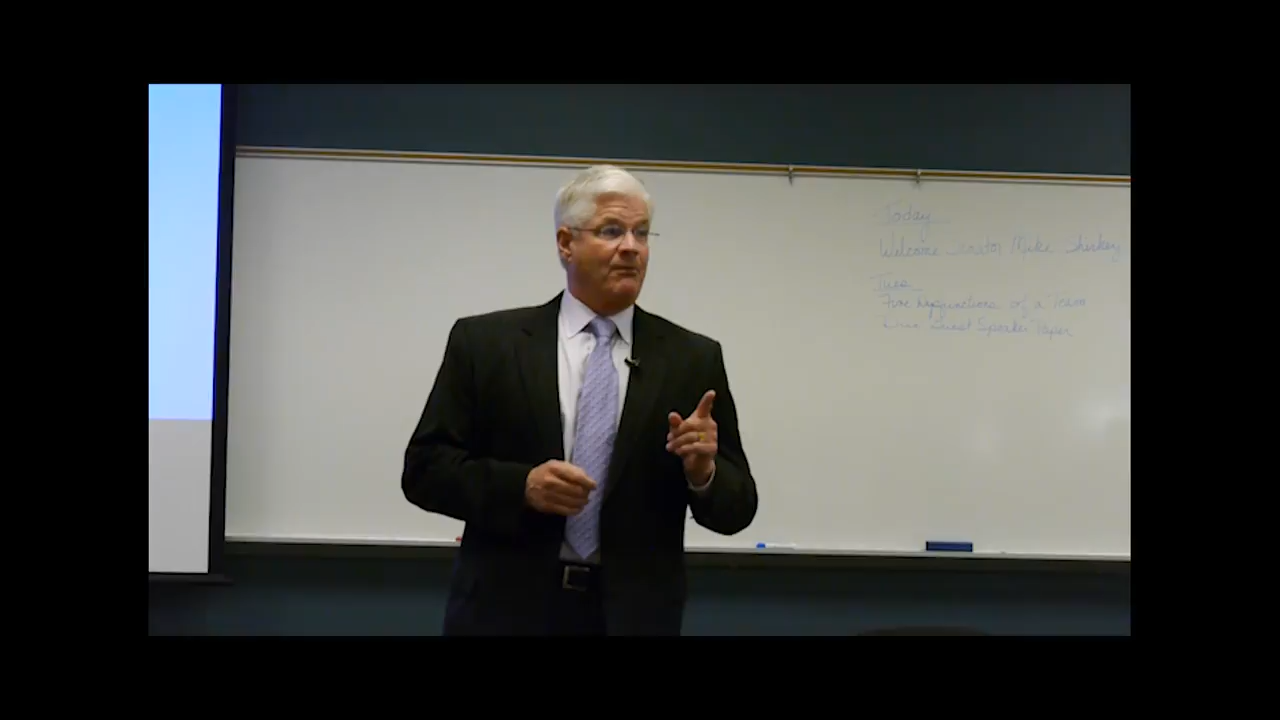 Today
Welcome Senator Mike Shirkey
Tues
Five Dysfunctions of a Team
Guest Speaker Paper